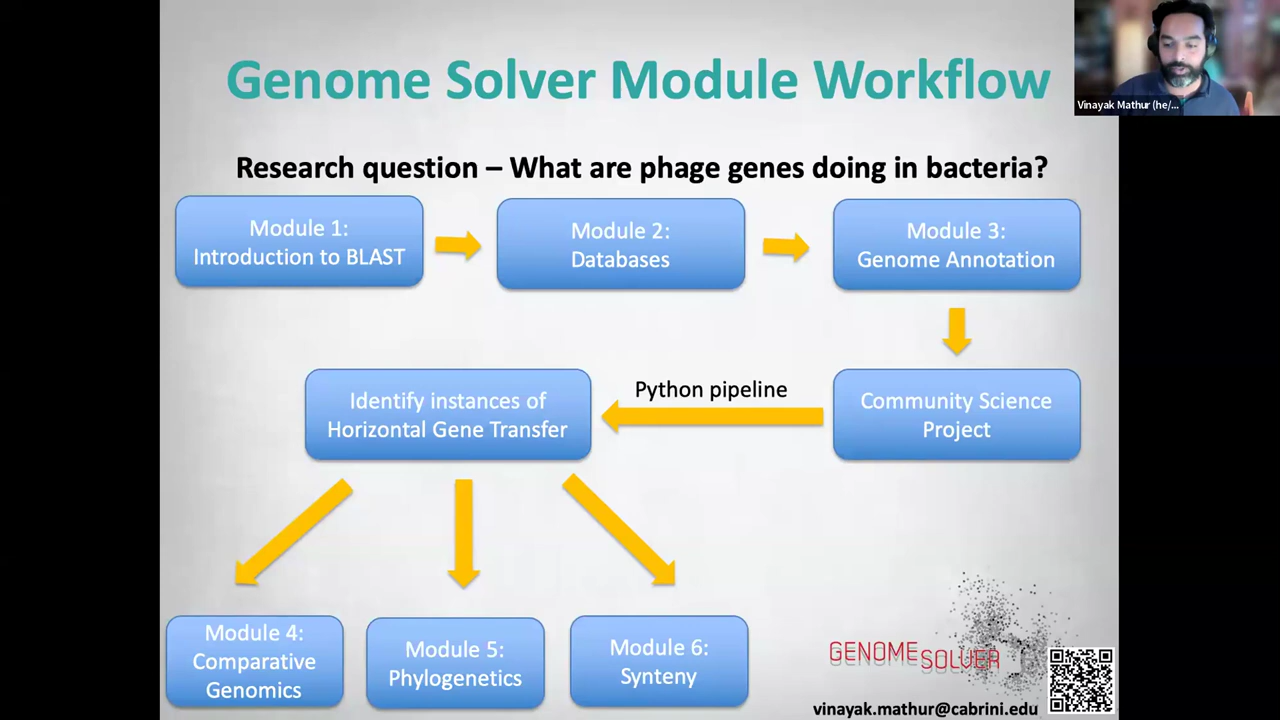 Genome Solver Module Workflow
Vinayak Mathur (he/...
Research question – What are phage genes doing in bacteria?
Module 1:
Introduction to BLAST
Module 2:
Databases
Module 3:
Genome Annotation
Identify instances of
Horizontal Gene Transfer
Python pipeline
Community Science
Project
Module 4:
Comparative
Genomics
Module 5:
Phylogenetics
Module 6:
Synteny
GENOME SOLVER
vinayak.mathur@cabrini.edu